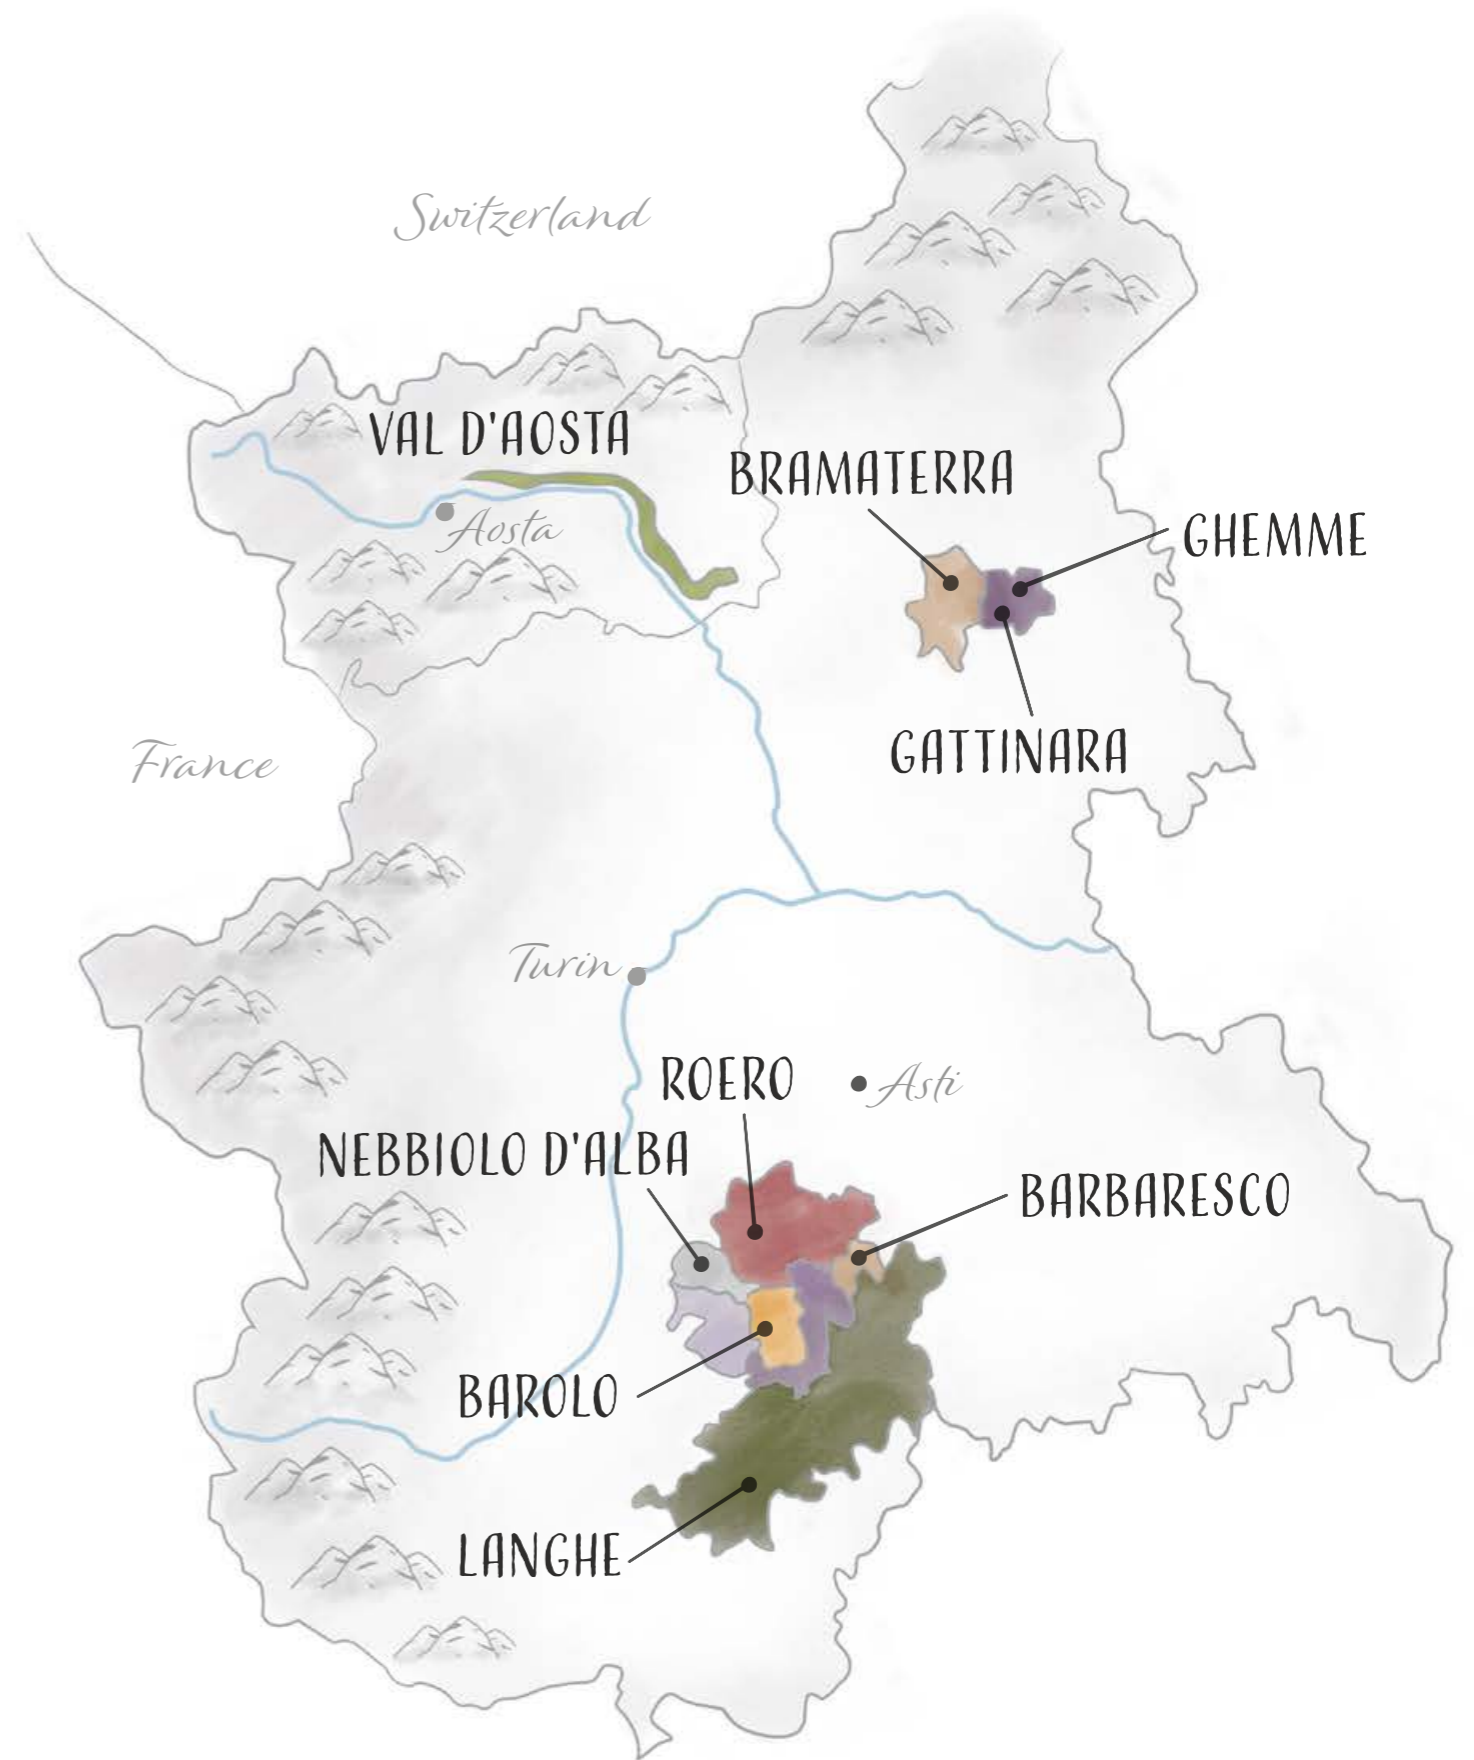 Switzerland
VAL D'AOSTA
BRAMATERRA
GHEMME
Aosta
GATTINARA
France
Turin
ROERO
Asti
NEBBIOLO D'ALBA
BARBARESCO
BAROLO
LANGHE